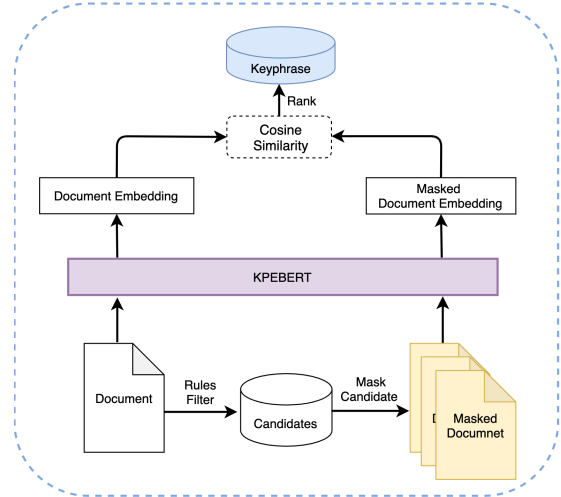 Keyphrase
Rank
Cosine
Similarity
Document Embedding
Masked
Document Embedding
KPEBERT
Document
Rules
Filter
Candidates
Mask
Candidate
Masked
Documnet